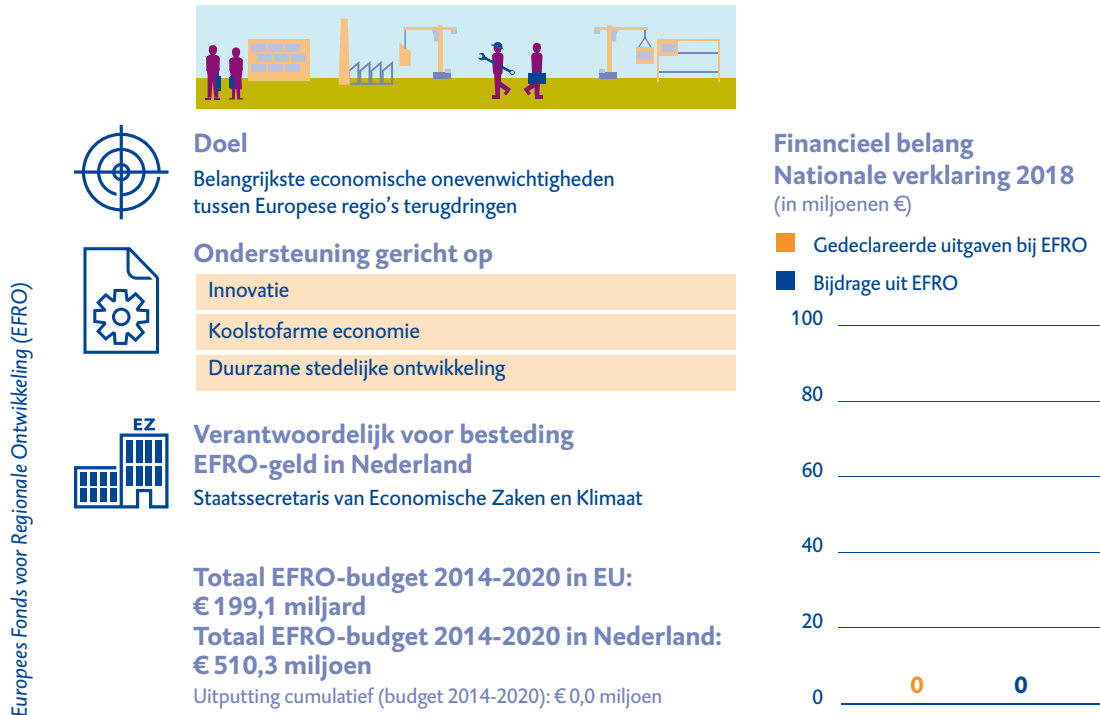 Europees Fonds voor Regionale Ontwikkeling (EFRO)
Doel
Belangrijkste economische onevenwichtigheden
tussen Europese regio's terugdringen
Ondersteuning gericht op
Innovatie
Koolstofarme economie
Duurzame stedelijke ontwikkeling
EZ
Verantwoordelijk voor besteding
EFRO-geld in Nederland
Staatssecretaris van Economische Zaken en Klimaat
Totaal EFRO-budget 2014-2020 in EU:
€ 199,1 miljard
Totaal EFRO-budget 2014-2020 in Nederland:
€ 510,3 miljoen
Uitputting cumulatief (budget 2014-2020): € 0,0 miljoen
Financieel belang
Nationale verklaring 2018
(in miljoenen €)
Gedeclareerde uitgaven bij EFRO
Bijdrage uit EFRO
100
80
60
40
20
0
0 0